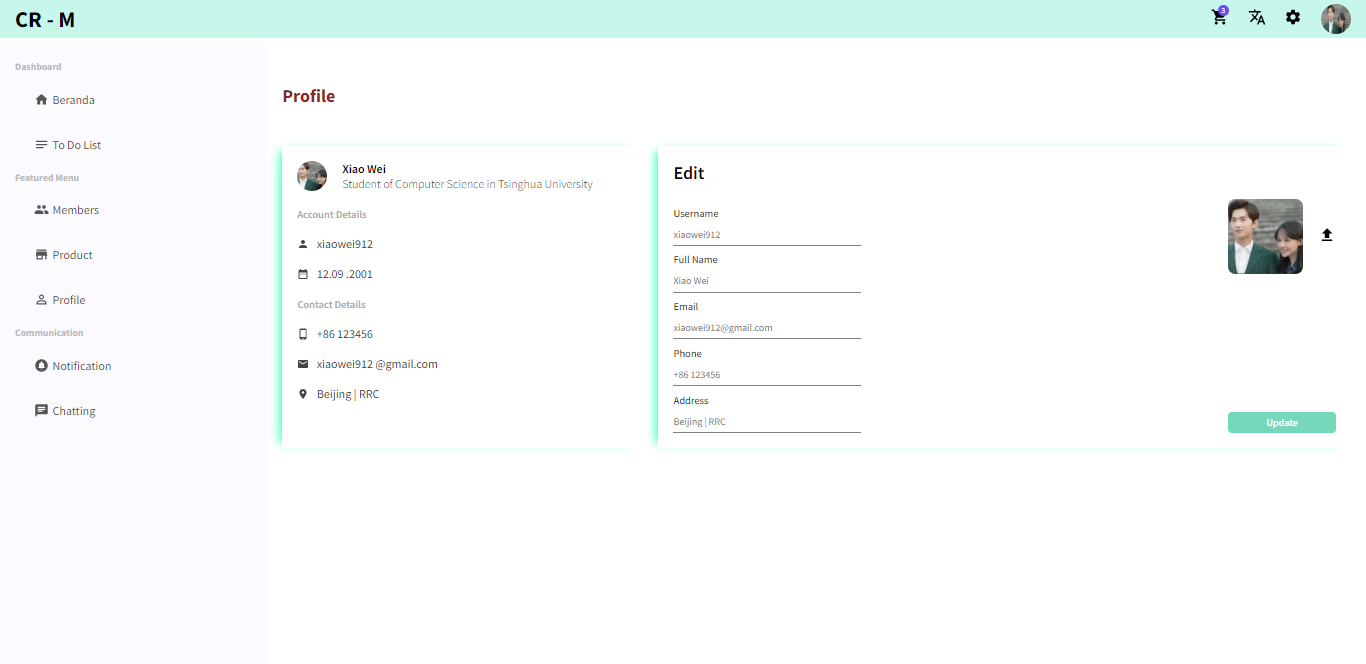 CR - M
3
Dashboard
Beranda
To Do List
Featured Menu
Members
Product
Profile
Communication
Notification
Chatting
Profile
Xiao Wei
Student of Computer Science in Tsinghua University
Account Details
xiaowei912
12.09 .2001
Contact Details
+86 123456
xiaowei912 @gmail.com
Beijing | RRC
Edit
Username
xiaowei912
Full Name
Xiao Wei
Email
xiaowei912@gmail.com
Phone
+86 123456
Address
Beijing | RRC
Update